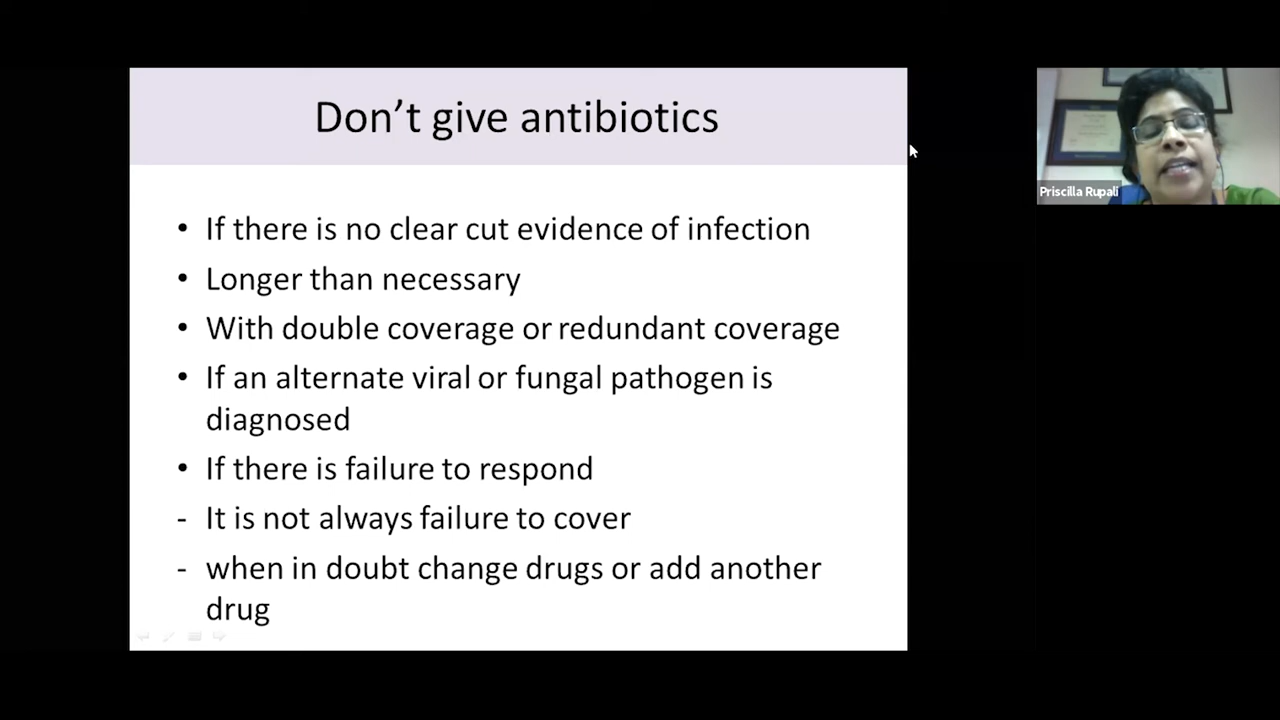 Don't give antibiotics
• If there is no clear cut evidence of infection
• Longer than necessary
• With double coverage or redundant coverage
• If an alternate viral or fungal pathogen is
diagnosed
• If there is failure to respond
- It is not always failure to cover
- when in doubt change drugs or add another
drug
Priscilla Rupali